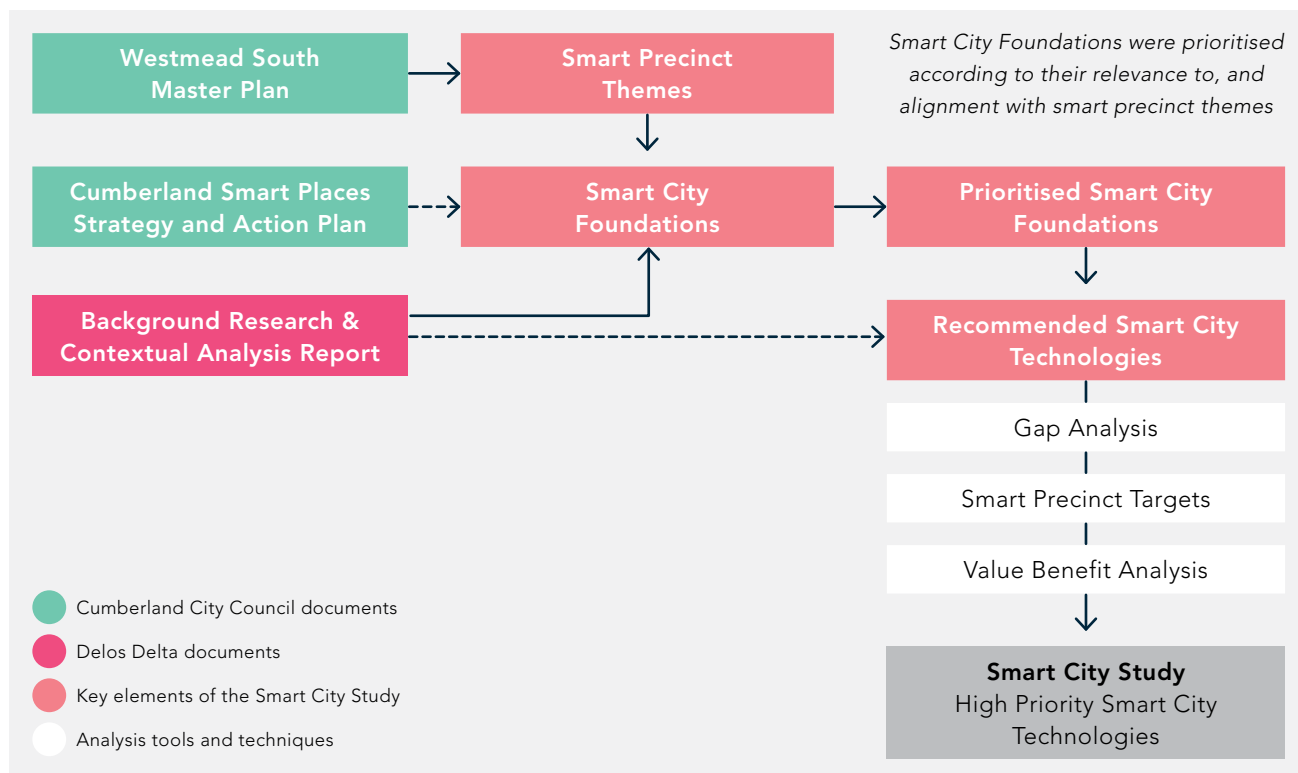 Westmead South
Master Plan
Smart Precinct
Themes
Smart City Foundations were prioritised
according to their relevance to, and
alignment with smart precinct themes
Cumberland Smart Places
Strategy and Action Plan
Smart City
Foundations
Prioritised Smart City
Foundations
Background Research &
Contextual Analysis Report
Recommended Smart City
Technologies
Gap Analysis
Smart Precinct Targets
Value Benefit Analysis
Smart City Study
High Priority Smart City
Technologies
Cumberland City Council documents
Delos Delta documents
Key elements of the Smart City Study
Analysis tools and techniques